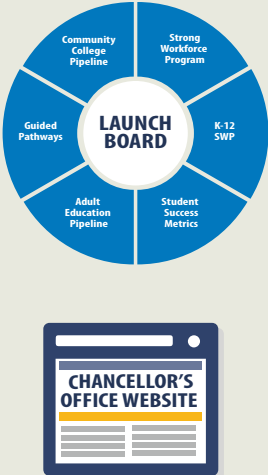 Community
College
Pipeline
Strong
Workforce
Program
Guided
Pathways
LAUNCH
BOARD
K-12
SWP
Adult
Education
Pipeline
Student
Success
Metrics
CHANCELLOR'S
OFFICE WEBSITE